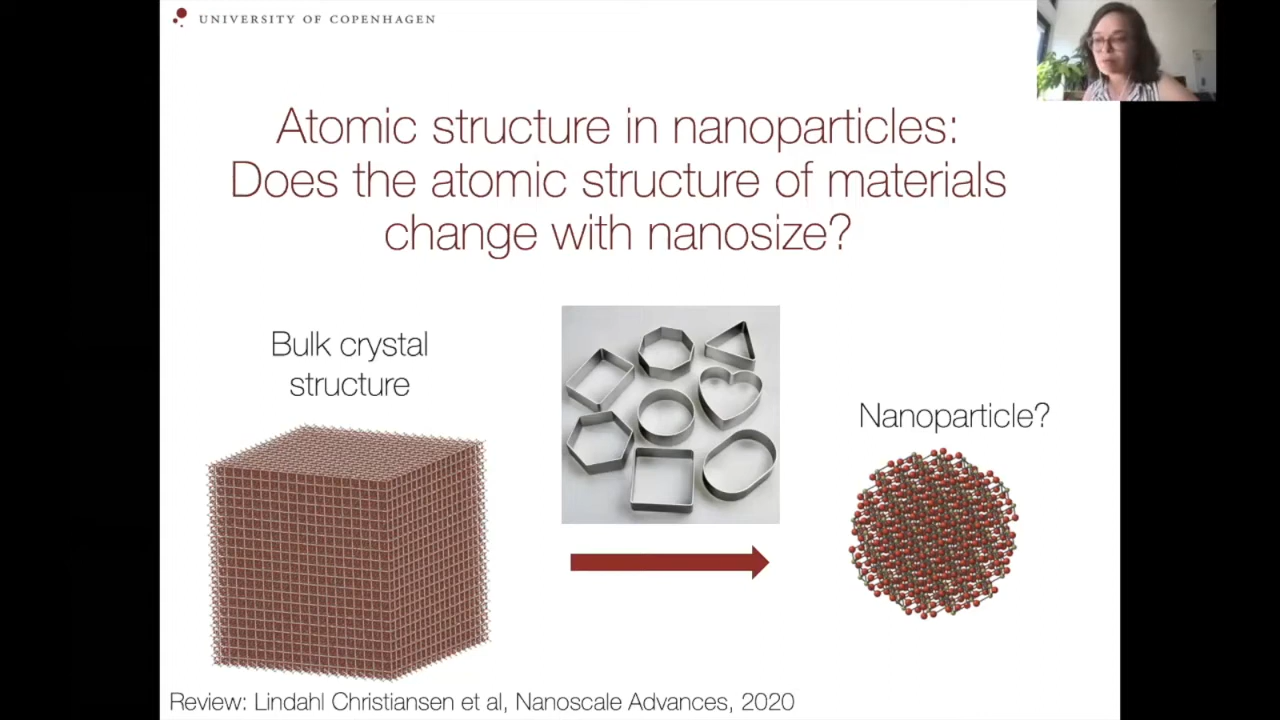 UNIVERSITY OF COPENHAGEN
Atomic structure in nanoparticles:
Does the atomic structure of materials
change with nanosize?
Bulk crystal
structure
Nanoparticle?
Review: Lindahl Christiansen et al, Nanoscale Advances, 2020